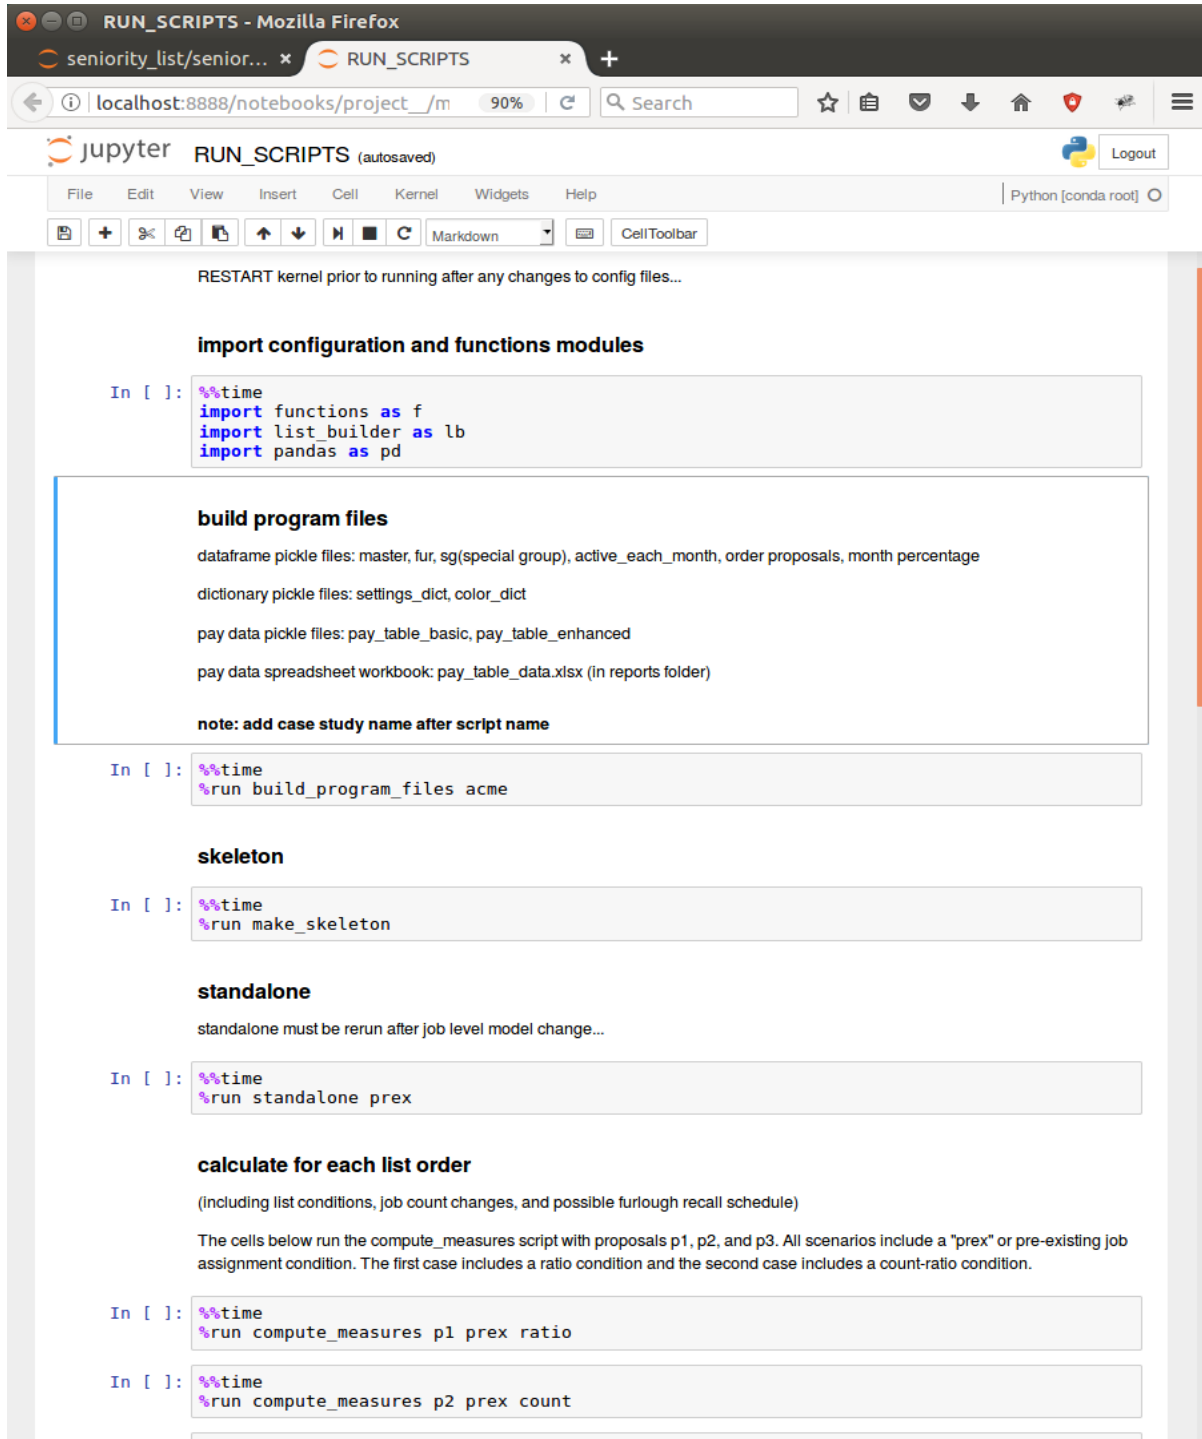 RUN_SCRIPTS - Mozilla Firefox
seniority_list/senior... × RUN_SCRIPTS × +
localhost:8888/notebooks/project__/m 90% Search
jupyter RUN_SCRIPTS (autosaved) Logout
File Edit View Insert Cell Kernel Widgets Help Python [conda root]
Markdown CellToolbar
RESTART kernel prior to running after any changes to config files...
import configuration and functions modules
In [ ]: %%time
import functions as f
import list_builder as lb
import pandas as pd
build program files
dataframe pickle files: master, fur, sg(special group), active_each_month, order proposals, month percentage
dictionary pickle files: settings_dict, color_dict
pay data pickle files: pay_table_basic, pay_table_enhanced
pay data spreadsheet workbook: pay_table_data.xlsx (in reports folder)
note: add case study name after script name
In [ ]: %%time
%run build_program_files acme
skeleton
In [ ]: %%time
%run make_skeleton
standalone
standalone must be rerun after job level model change...
In [ ]: %%time
%run standalone prex
calculate for each list order
(including list conditions, job count changes, and possible furlough recall schedule)
The cells below run the compute_measures script with proposals p1, p2, and p3. All scenarios include a "prex" or pre-existing job
assignment condition. The first case includes a ratio condition and the second case includes a count-ratio condition.
In [ ]: %%time
%run compute_measures p1 prex ratio
In [ ]: %%time
%run compute_measures p2 prex count